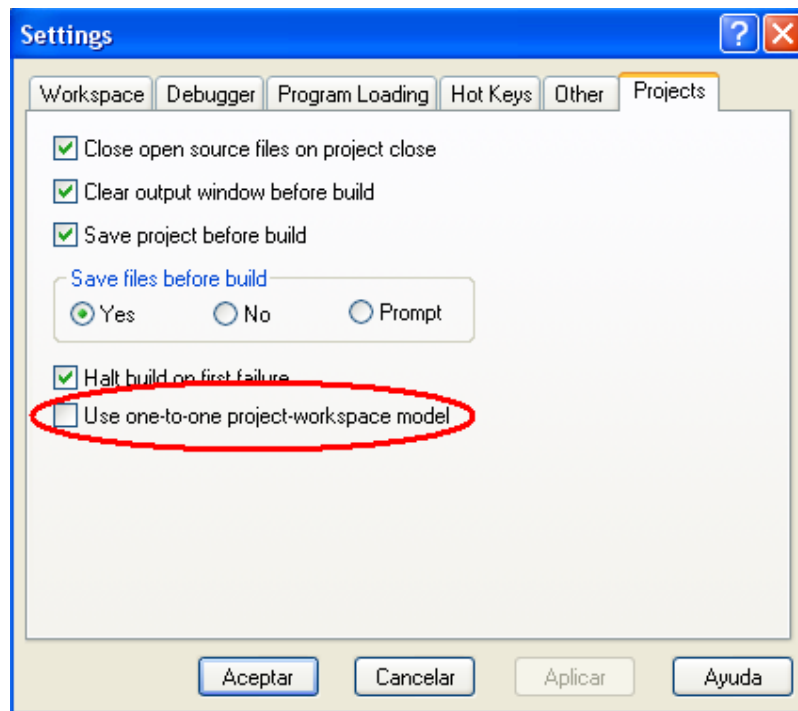 Settings
Workspace Debugger Program Loading Hot Keys Other Projects
Close open source files on project close
Clear output window before build
Save project before build
Save files before build
Yes No Prompt
Halt build on first failure
Use one-to-one project-workspace model
Aceptar Cancelar Aplicar Ayuda